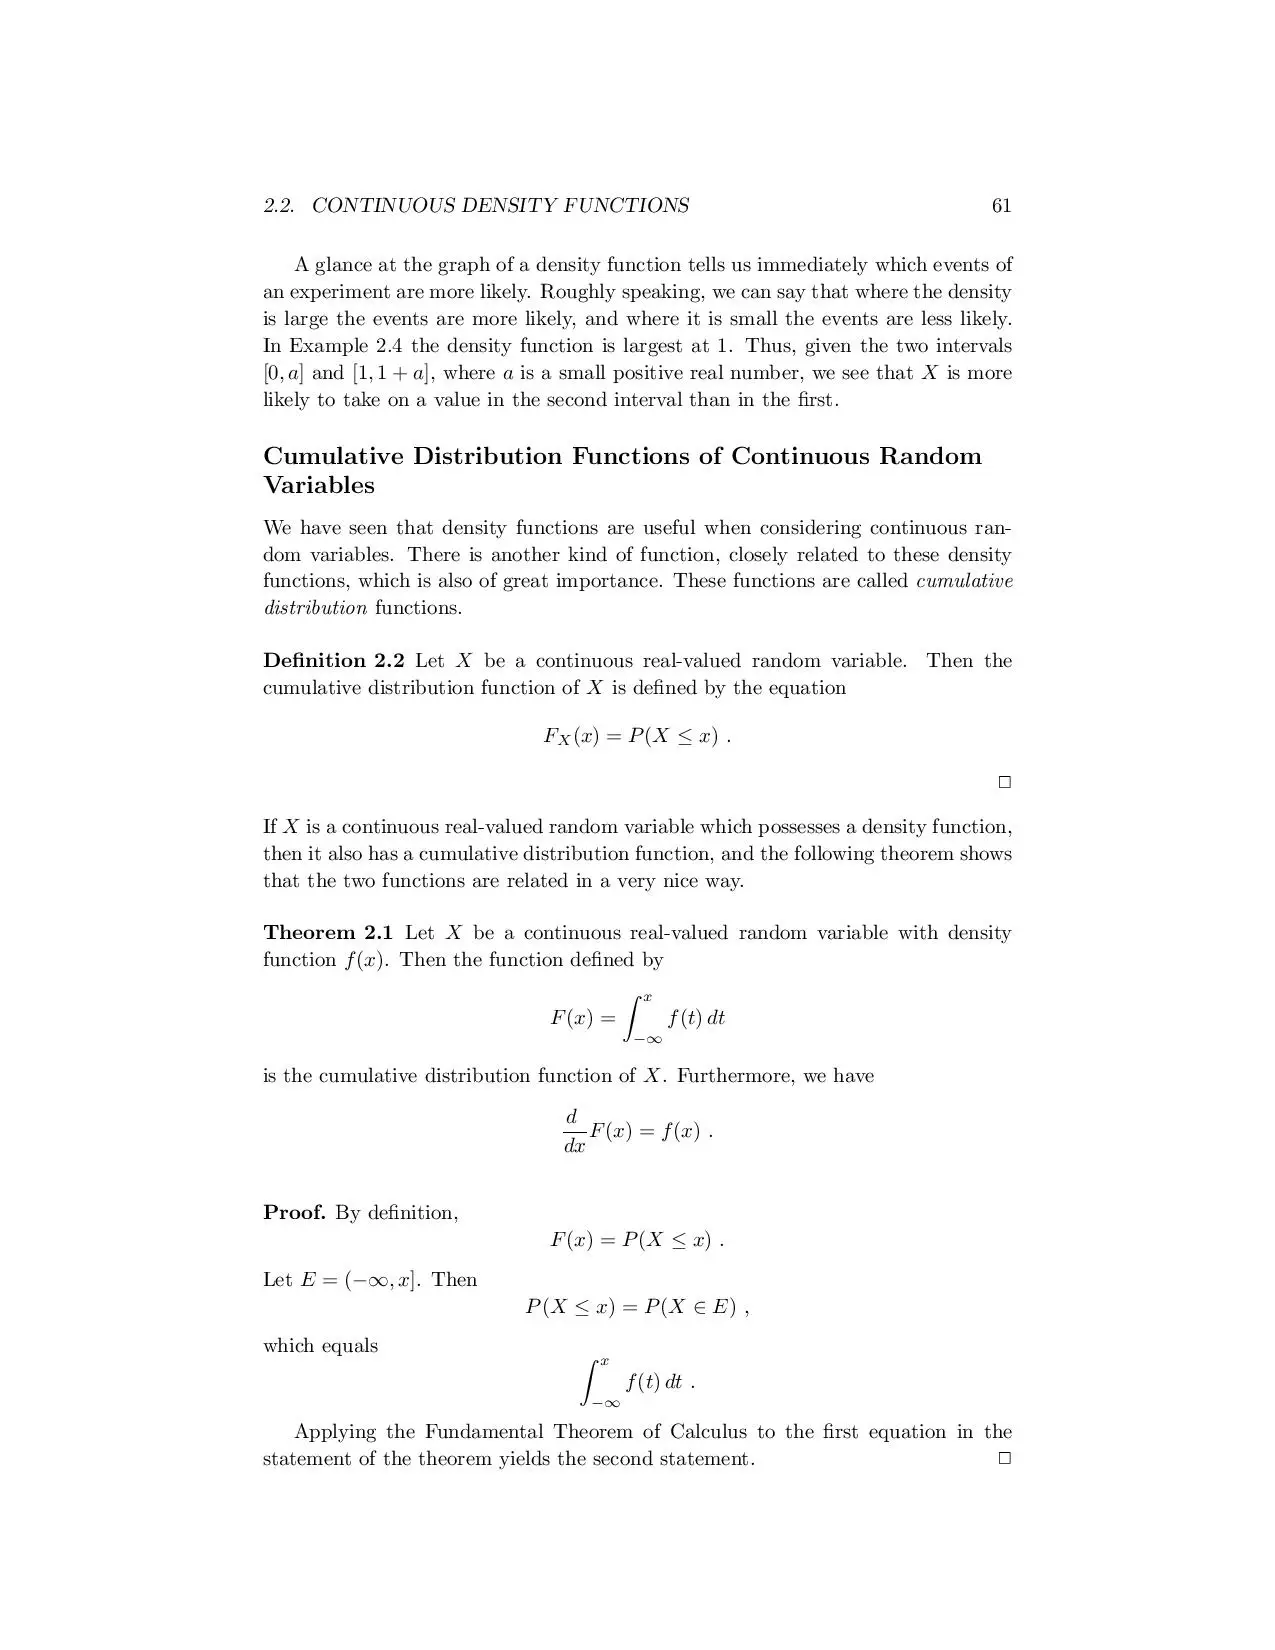 2.2. CONTINUOUS DENSITY FUNCTIONS 61
A glance at the graph of a density function tells us immediately which events of
an experiment are more likely. Roughly speaking, we can say that where the density
is large the events are more likely, and where it is small the events are less likely.
In Example 2.4 the density function is largest at 1. Thus, given the two intervals
[0, a] and [1, 1 + a], where a is a small positive real number, we see that X is more
likely to take on a value in the second interval than in the first.
Cumulative Distribution Functions of Continuous Random
Variables
We have seen that density functions are useful when considering continuous ran-
dom variables. There is another kind of function, closely related to these density
functions, which is also of great importance. These functions are called cumulative
distribution functions.
Definition 2.2 Let X be a continuous real-valued random variable. Then the
cumulative distribution function of X is defined by the equation
F_X(x) = P(X ≤ x) .
□
If X is a continuous real-valued random variable which possesses a density function,
then it also has a cumulative distribution function, and the following theorem shows
that the two functions are related in a very nice way.
Theorem 2.1 Let X be a continuous real-valued random variable with density
function f(x). Then the function defined by
F(x) = ∫_{−∞}^{x} f(t) dt
is the cumulative distribution function of X. Furthermore, we have
d/dx F(x) = f(x) .
Proof. By definition,
F(x) = P(X ≤ x) .
Let E = (−∞, x]. Then
P(X ≤ x) = P(X ∈ E) ,
which equals
∫_{−∞}^{x} f(t) dt .
Applying the Fundamental Theorem of Calculus to the first equation in the
statement of the theorem yields the second statement. □